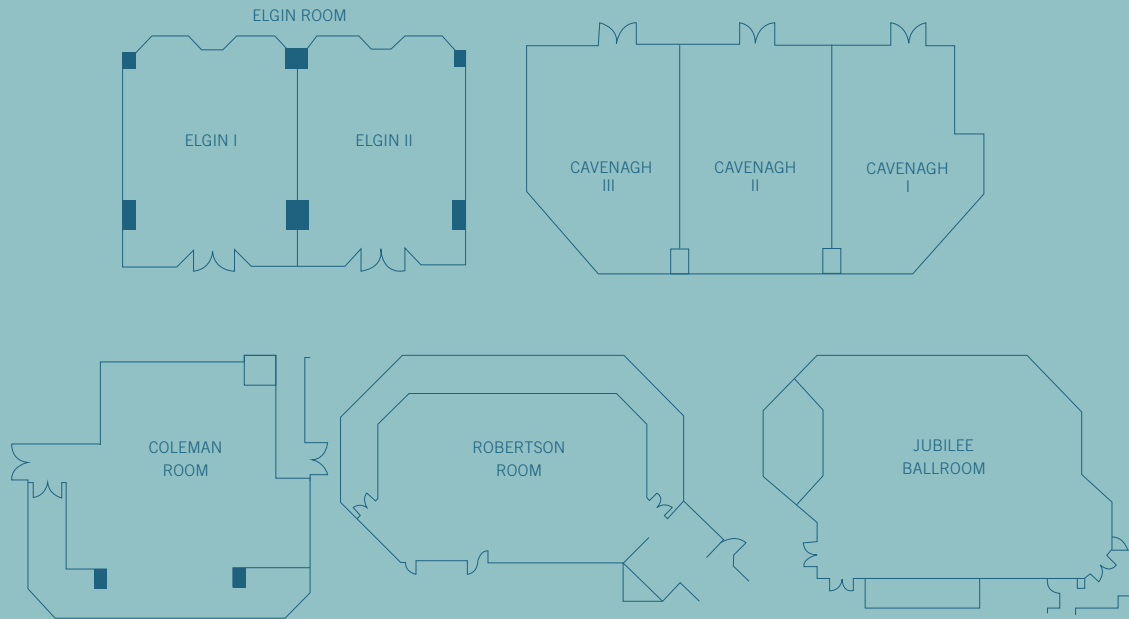 ELGIN ROOM
ELGIN I
ELGIN II
CAVENAGH
III
CAVENAGH
II
CAVENAGH
I
COLEMAN
ROOM
ROBERTSON
ROOM
JUBILEE
BALLROOM